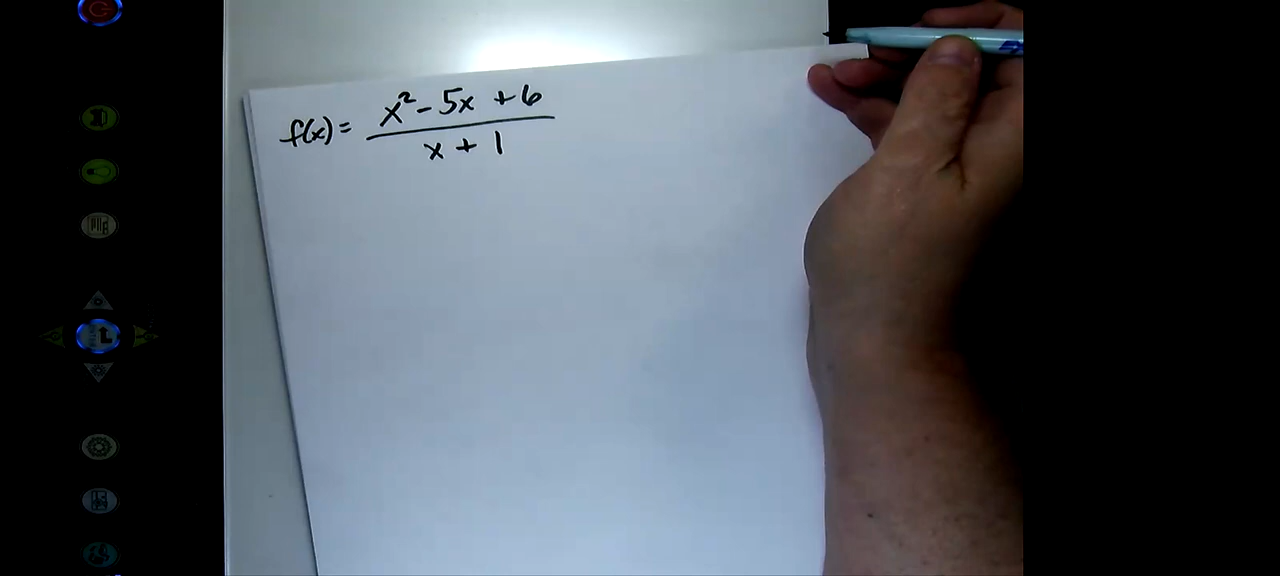 f(x) = (x² - 5x + 6) / (x + 1)